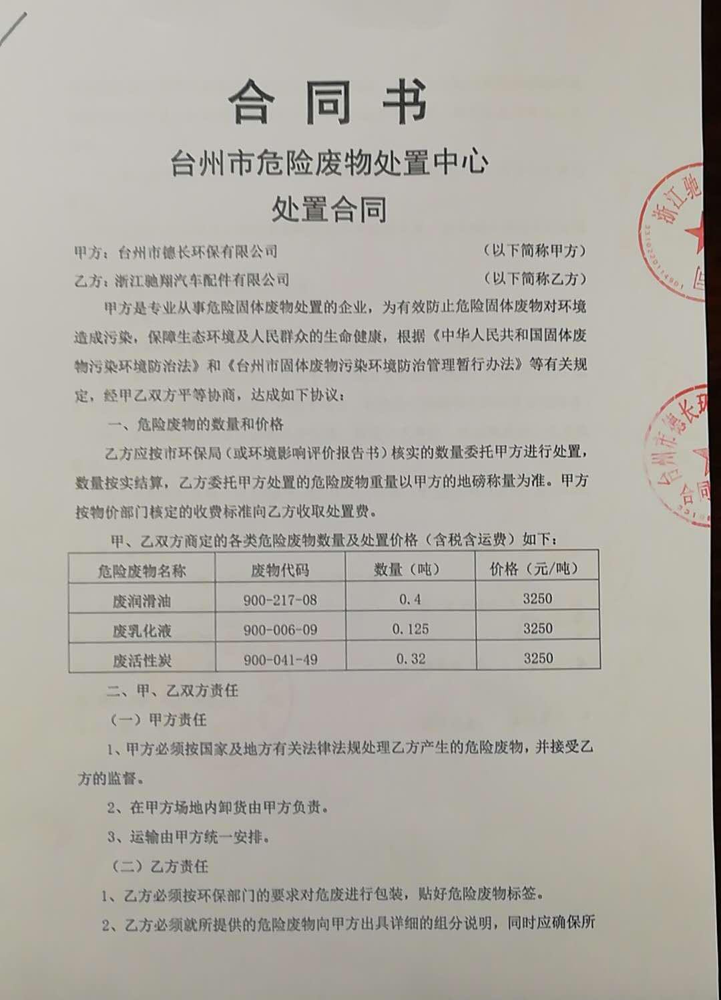 合同书
台州市危险废物处置中心
处置合同
甲方：台州市德长环保有限公司 （以下简称甲方）
乙方：浙江驰翔汽车配件有限公司 （以下简称乙方）
甲方是专业从事危险固体废物处置的企业，为有效防止危险固体废物对环境
造成污染，保障生态环境及人民群众的生命健康，根据《中华人民共和国固体废
物污染环境防治法》和《台州市固体废物污染环境防治管理暂行办法》等有关规
定，经甲乙双方平等协商，达成如下协议：
一、危险废物的数量和价格
乙方应按市环保局（或环境影响评价报告书）核实的数量委托甲方进行处置，
数量按实结算，乙方委托甲方处置的危险废物重量以甲方的地磅称量为准。甲方
按物价部门核定的收费标准向乙方收取处置费。
甲、乙双方商定的各类危险废物数量及处置价格（含税含运费）如下：
危险废物名称 废物代码 数量（吨） 价格（元/吨）
废润滑油 900-217-08 0.4 3250
废乳化液 900-006-09 0.125 3250
废活性炭 900-041-49 0.32 3250
二、甲、乙双方责任
（一）甲方责任
1、甲方必须按国家及地方有关法律法规处理乙方产生的危险废物，并接受乙
方的监督。
2、在甲方场地内卸货由甲方负责。
3、运输由甲方统一安排。
（二）乙方责任
1、乙方必须按环保部门的要求对危废进行包装，贴好危险废物标签。
2、乙方必须就所提供的危险废物向甲方出具详细的组分说明，同时应确保所
浙江驰
3310220114901
台州市德长环
合同